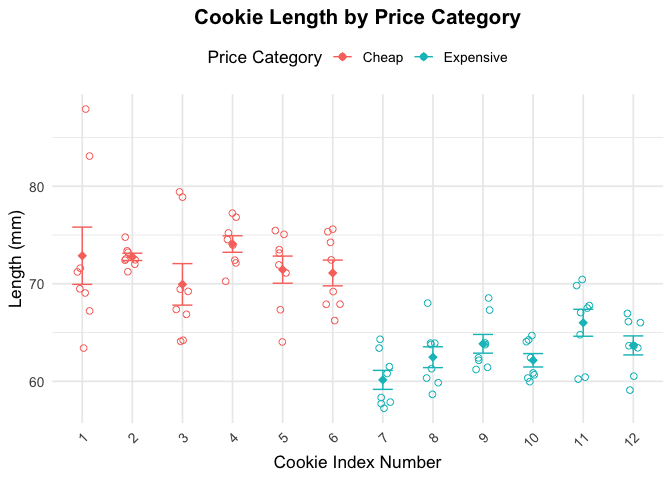 Cookie Length by Price Category
Price Category Cheap Expensive
Length (mm)
80
70
60
1 2 3 4 5 6 7 8 9 10 11 12
Cookie Index Number